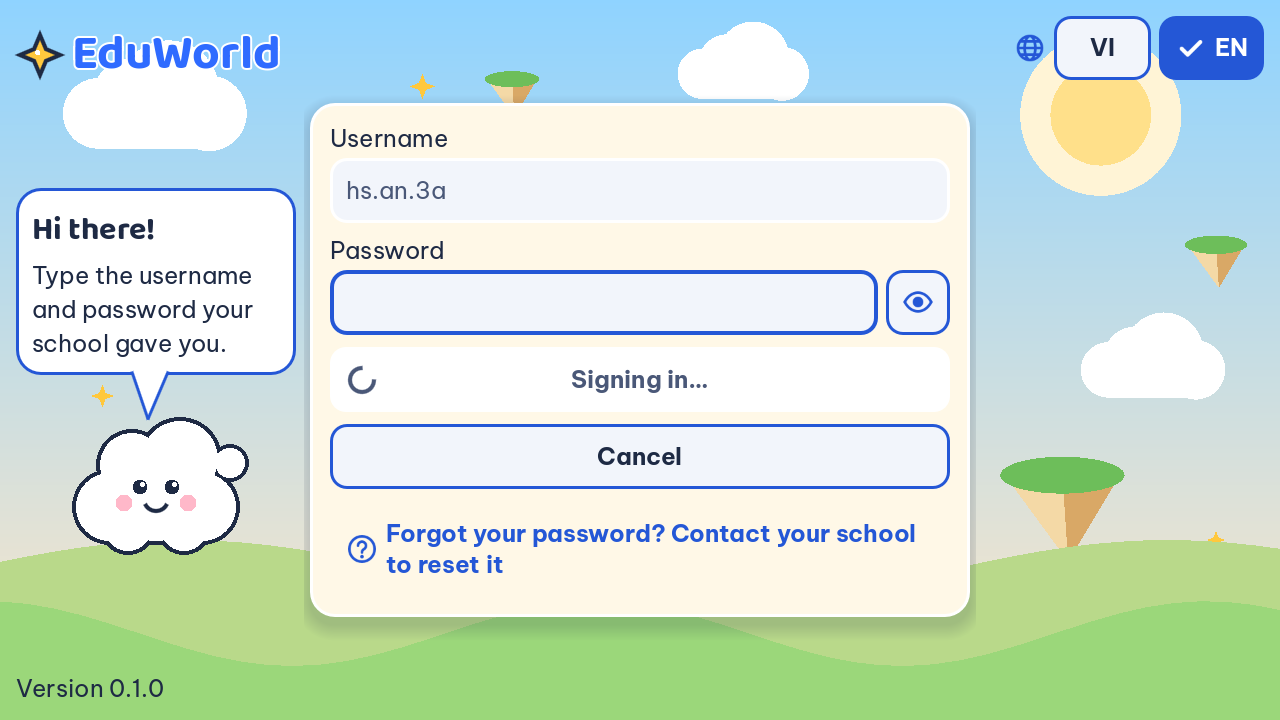 EduWorld
VI
EN
Username
hs.an.3a
Password
Signing in...
Cancel
Forgot your password? Contact your school
to reset it
Hi there!
Type the username
and password your
school gave you.
Version 0.1.0